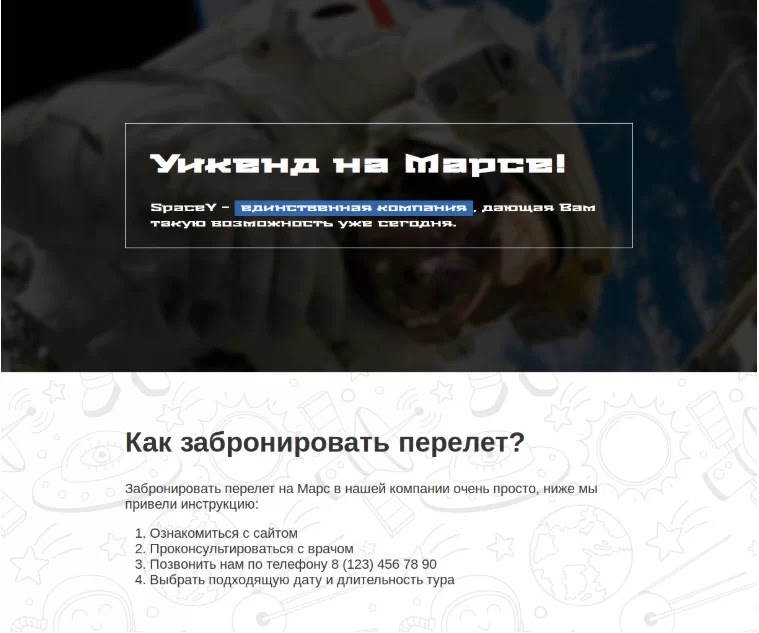 Уикенд на Марсе!
SpaceY - единственная компания, дающая Вам
такую возможность уже сегодня.
Как забронировать перелет?
Забронировать перелет на Марс в нашей компании очень просто, ниже мы
привели инструкцию:
1. Ознакомиться с сайтом
2. Проконсультироваться с врачом
3. Позвонить нам по телефону 8 (123) 456 78 90
4. Выбрать подходящую дату и длительность тура